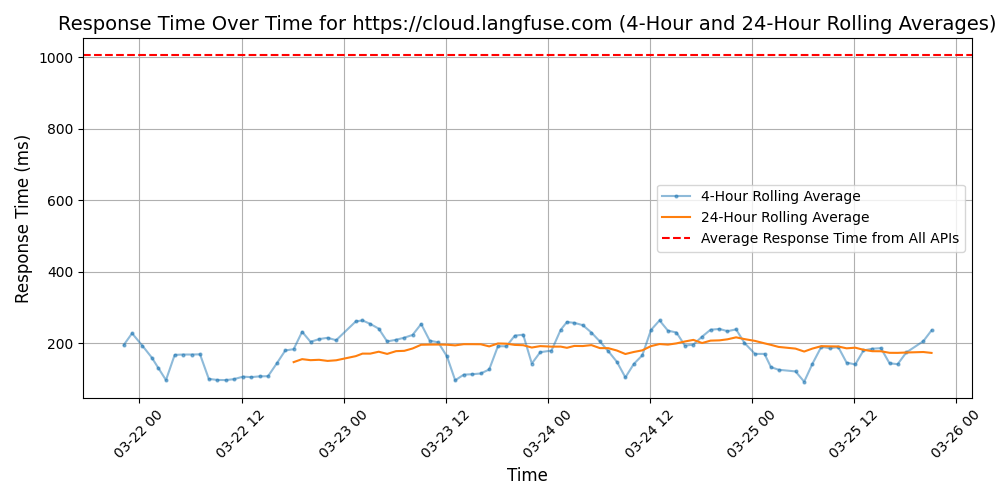 Response Time Over Time for https://cloud.langfuse.com (4-Hour and 24-Hour Rolling Averages)
Response Time (ms)
1000
800
600
400
200
4-Hour Rolling Average
24-Hour Rolling Average
Average Response Time from All APIs
03-22 00
03-22 12
03-23 00
03-23 12
03-24 00
03-24 12
03-25 00
03-25 12
03-26 00
Time